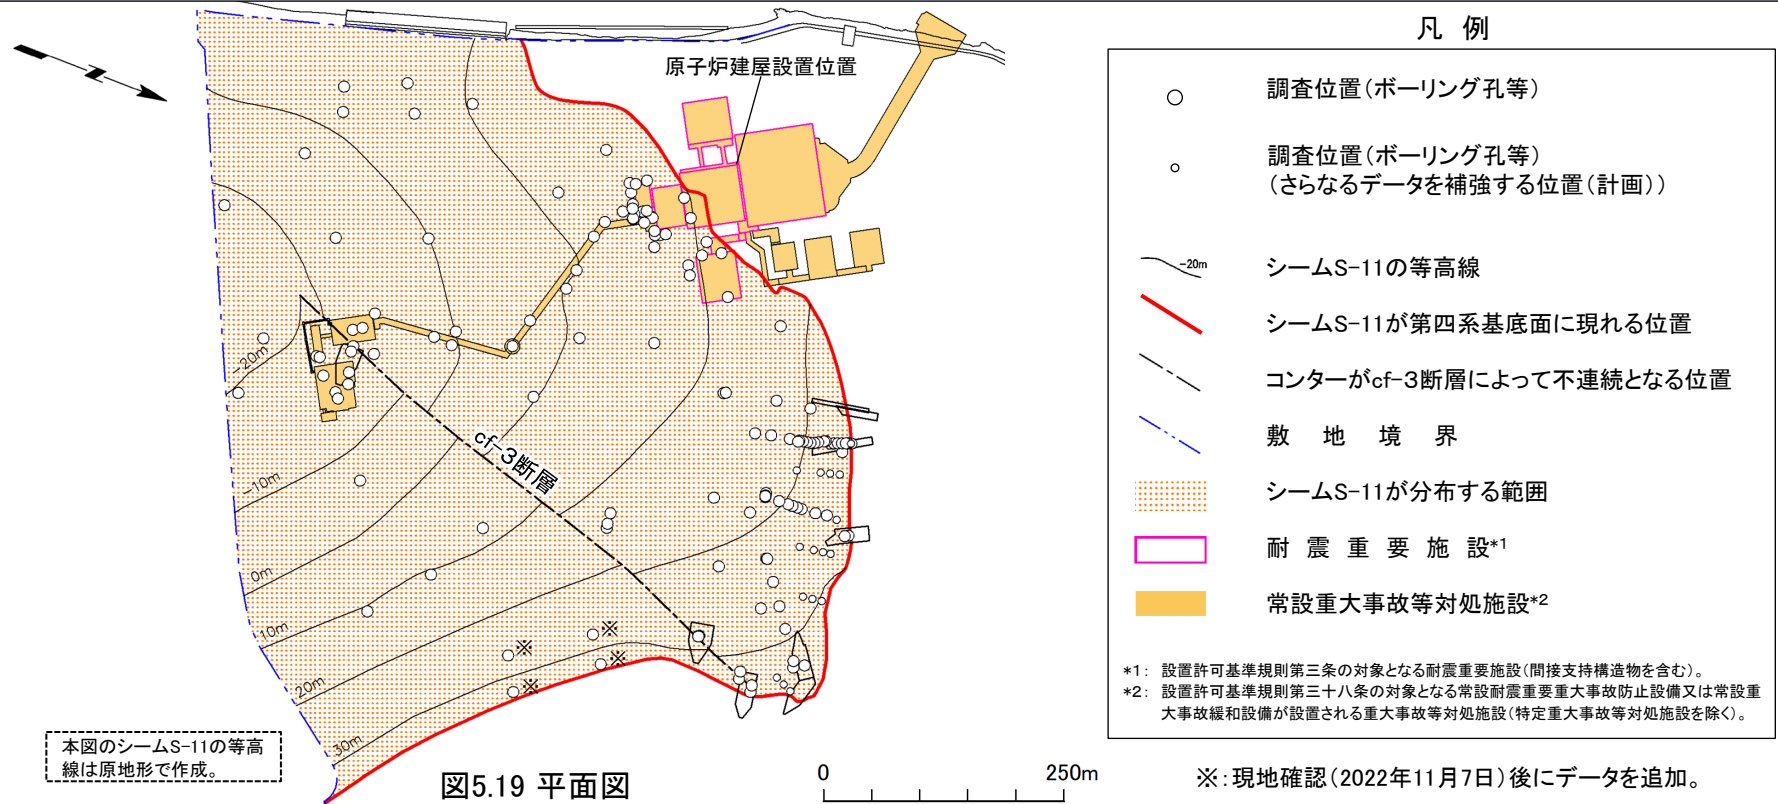 凡 例
原子炉建屋設置位置
調査位置(ボーリング孔等)
調査位置(ボーリング孔等)
(さらなるデータを補強する位置(計画))
-20m
シームS-11の等高線
シームS-11が第四系基底面に現れる位置
コンターがcf-3断層によって不連続となる位置
敷 地 境 界
シームS-11が分布する範囲
耐 震 重 要 施 設*1
常設重大事故等対処施設*2
*1: 設置許可基準規則第三条の対象となる耐震重要施設(間接支持構造物を含む)。
*2: 設置許可基準規則第三十八条の対象となる常設耐震重要重大事故防止設備又は常設重
大事故緩和設備が設置される重大事故等対処施設(特定重大事故等対処施設を除く)。
-20m
cf-3断層
-10m
0m
10m
20m
30m
※
※
※
※
本図のシームS-11の等高
線は原地形で作成。
図5.19 平面図
0 250m
※:現地確認(2022年11月7日)後にデータを追加。